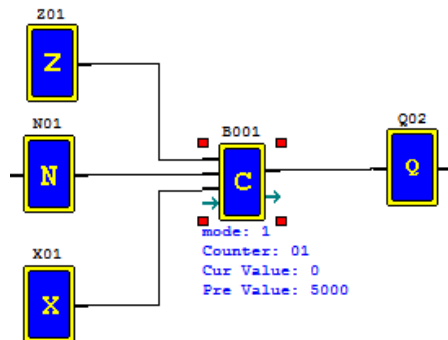 Z01
Z
N01
N
B001
C
Q02
Q
mode: 1
Counter: 01
Cur Value: 0
Pre Value: 5000
X01
X